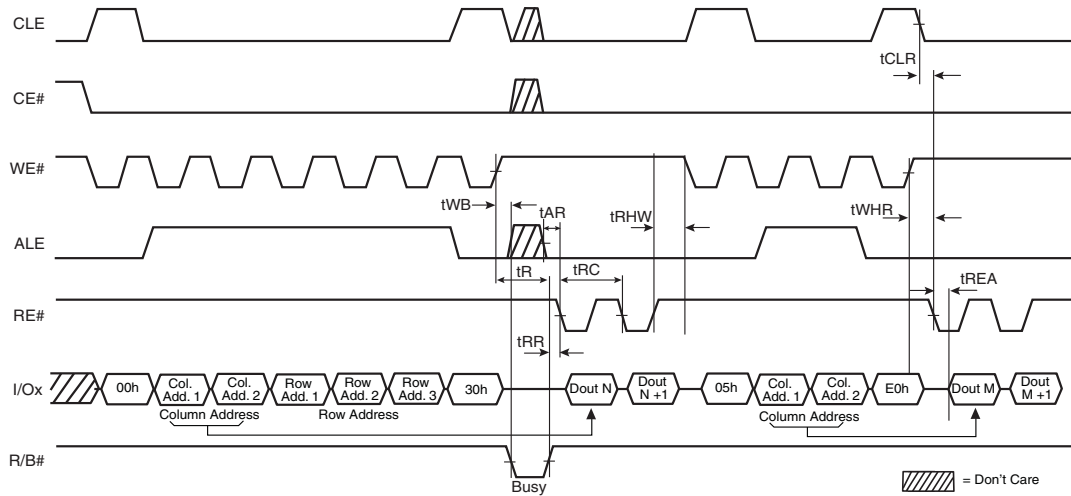 CLE
tCLR
CE#
WE#
tWB
tAR
tRHW
tWHR
ALE
tR
tRC
tREA
RE#
tRR
I/Ox
00h
Col. Add. 1
Col. Add. 2
Row Add. 1
Row Add. 2
Row Add. 3
30h
Dout N
Dout N +1
05h
Col. Add. 1
Col. Add. 2
E0h
Dout M
Dout M +1
Column Address
Row Address
Column Address
R/B#
Busy
= Don't Care